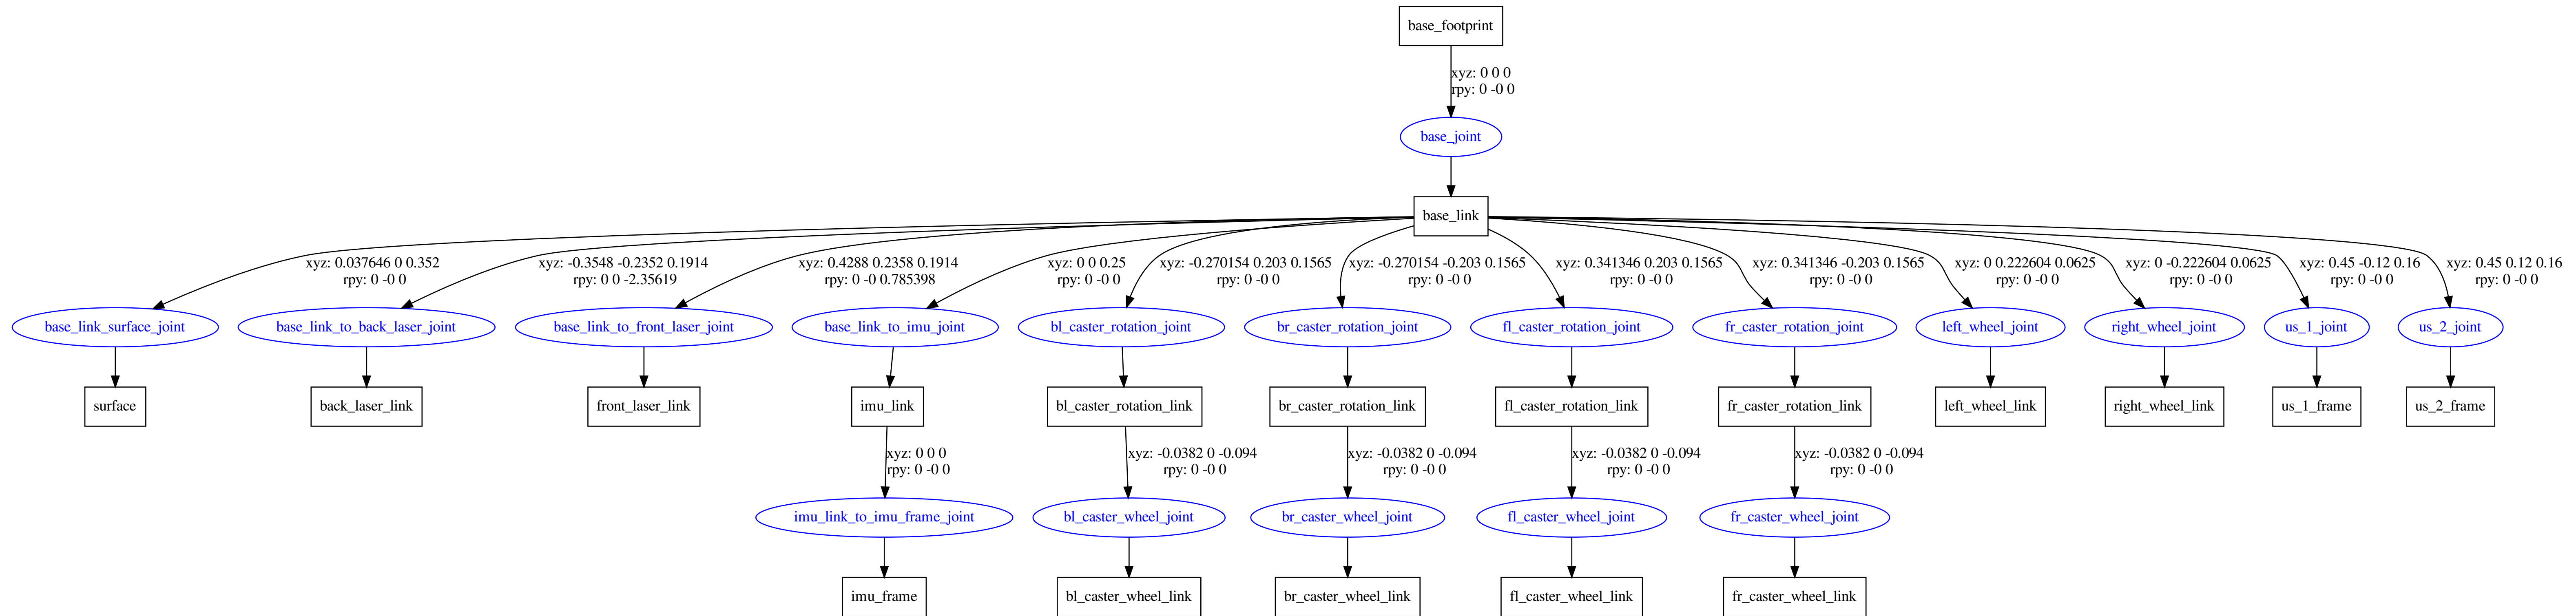 base_footprint
xyz: 0 0 0
rpy: 0 -0 0
base_joint
base_link
xyz: 0.037646 0 0.352
rpy: 0 -0 0
xyz: -0.3548 -0.2352 0.1914
rpy: 0 0 -2.35619
xyz: 0.4288 0.2358 0.1914
rpy: 0 -0 0.785398
xyz: 0 0 0.25
rpy: 0 -0 0
xyz: -0.270154 0.203 0.1565
rpy: 0 -0 0
xyz: -0.270154 -0.203 0.1565
rpy: 0 -0 0
xyz: 0.341346 0.203 0.1565
rpy: 0 -0 0
xyz: 0.341346 -0.203 0.1565
rpy: 0 -0 0
xyz: 0 0.222604 0.0625
rpy: 0 -0 0
xyz: 0 -0.222604 0.0625
rpy: 0 -0 0
xyz: 0.45 -0.12 0.16
rpy: 0 -0 0
xyz: 0.45 0.12 0.16
rpy: 0 -0 0
base_link_surface_joint
base_link_to_back_laser_joint
base_link_to_front_laser_joint
base_link_to_imu_joint
bl_caster_rotation_joint
br_caster_rotation_joint
fl_caster_rotation_joint
fr_caster_rotation_joint
left_wheel_joint
right_wheel_joint
us_1_joint
us_2_joint
surface
back_laser_link
front_laser_link
imu_link
bl_caster_rotation_link
br_caster_rotation_link
fl_caster_rotation_link
fr_caster_rotation_link
left_wheel_link
right_wheel_link
us_1_frame
us_2_frame
xyz: 0 0 0
rpy: 0 -0 0
xyz: -0.0382 0 -0.094
rpy: 0 -0 0
xyz: -0.0382 0 -0.094
rpy: 0 -0 0
xyz: -0.0382 0 -0.094
rpy: 0 -0 0
xyz: -0.0382 0 -0.094
rpy: 0 -0 0
imu_link_to_imu_frame_joint
bl_caster_wheel_joint
br_caster_wheel_joint
fl_caster_wheel_joint
fr_caster_wheel_joint
imu_frame
bl_caster_wheel_link
br_caster_wheel_link
fl_caster_wheel_link
fr_caster_wheel_link